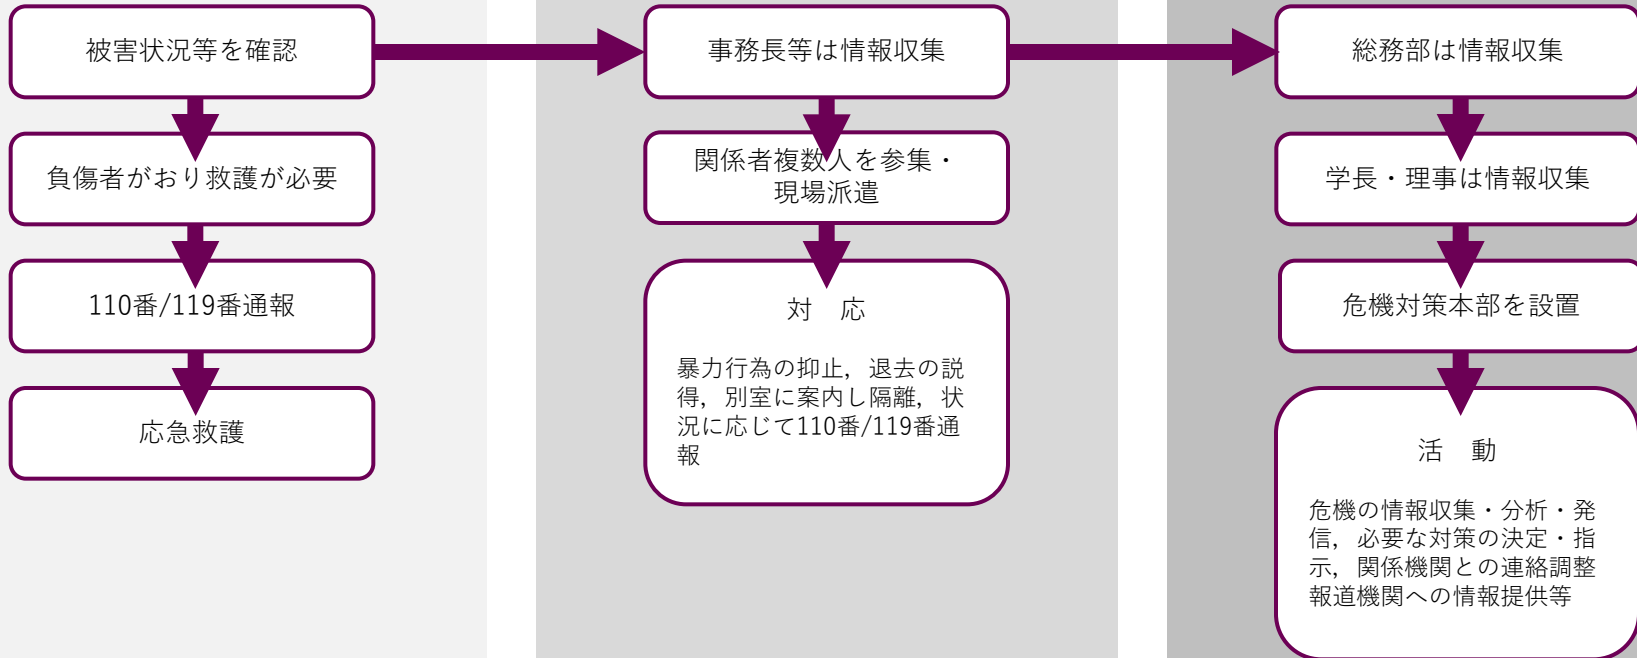 被害状況等を確認
負傷者がおり救護が必要
110番/119番通報
応急救護
事務長等は情報収集
関係者複数人を参集・
現場派遣
対　応
暴力行為の抑止，退去の説
得，別室に案内し隔離，状
況に応じて110番/119番通
報
総務部は情報収集
学長・理事は情報収集
危機対策本部を設置
活　動
危機の情報収集・分析・発
信，必要な対策の決定・指
示，関係機関との連絡調整
報道機関への情報提供等